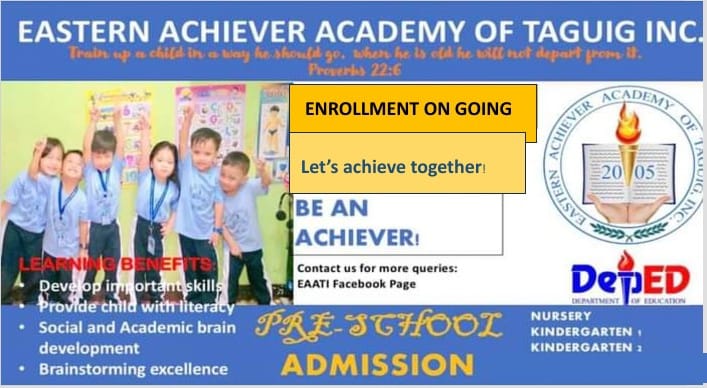 EASTERN ACHIEVER ACADEMY OF TAGUIG INC.
Train up a child in a way he should go, when he is old he will not depart from it.
Proverbs 22:6
ENROLLMENT ON GOING
Let's achieve together!
BE AN
ACHIEVER!
Contact us for more queries:
EAATI Facebook Page
EASTERN ACHIEVER ACADEMY OF TAGUIG, INC.
2005
DepED
DEPARTMENT OF EDUCATION
LEARNING BENEFITS:
• Develop important skills
• Provide child with literacy
• Social and Academic brain
development
• Brainstorming excellence
PRE-SCHOOL
ADMISSION
NURSERY
KINDERGARTEN 1
KINDERGARTEN 2